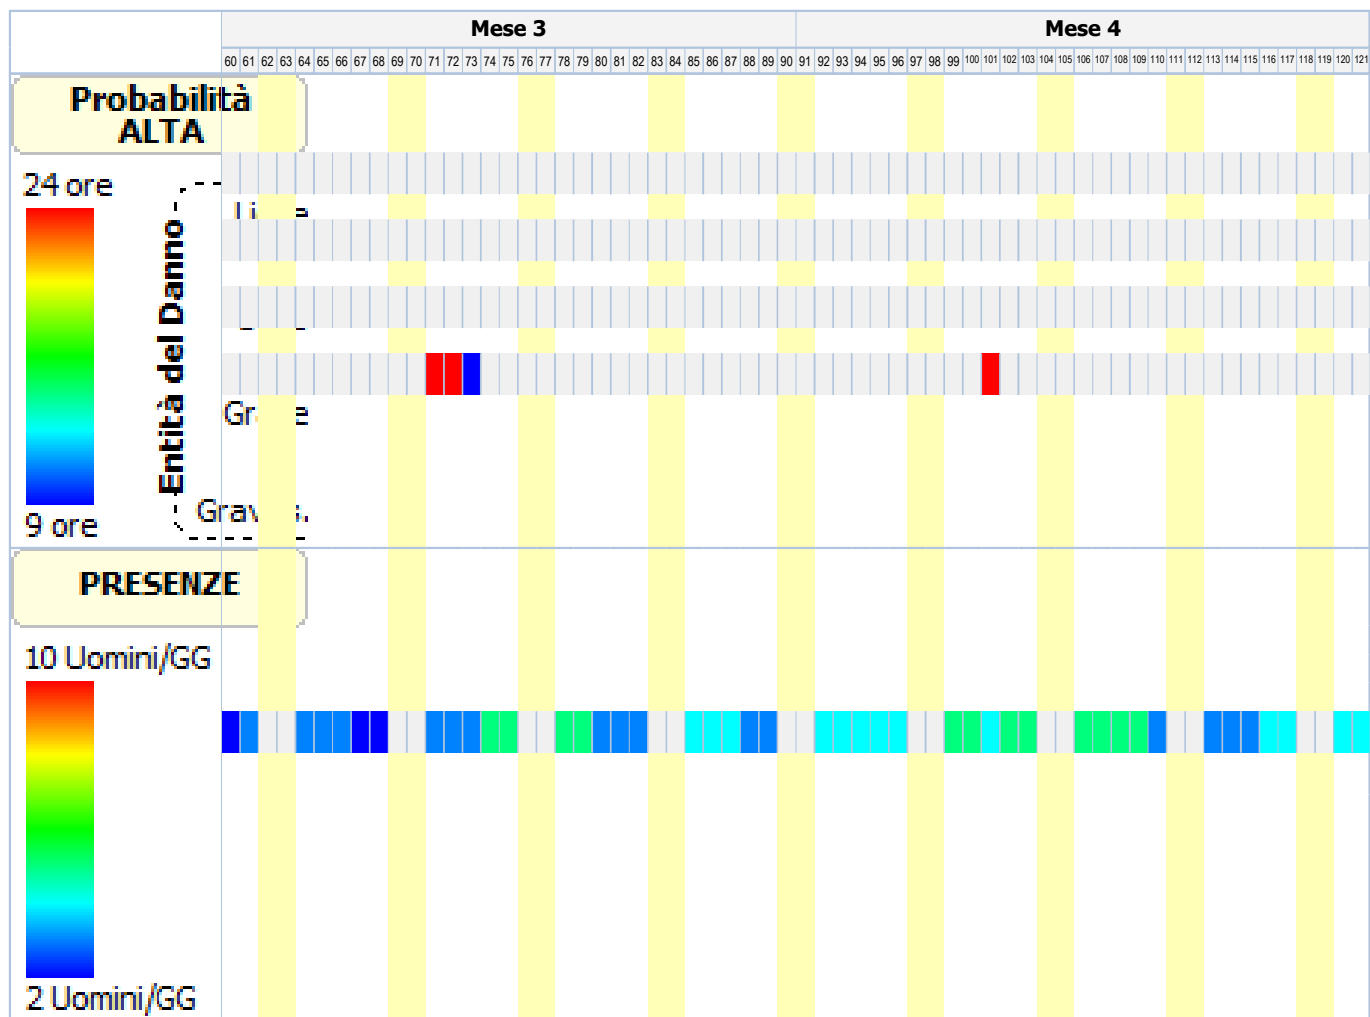 Mese 3 Mese 4
60 61 62 63 64 65 66 67 68 69 70 71 72 73 74 75 76 77 78 79 80 81 82 83 84 85 86 87 88 89 90 91 92 93 94 95 96 97 98 99 100 101 102 103 104 105 106 107 108 109 110 111 112 113 114 115 116 117 118 119 120 121
Probabilità
ALTA
24 ore
Entità del Danno
9 ore
PRESENZE
10 Uomini/GG
2 Uomini/GG